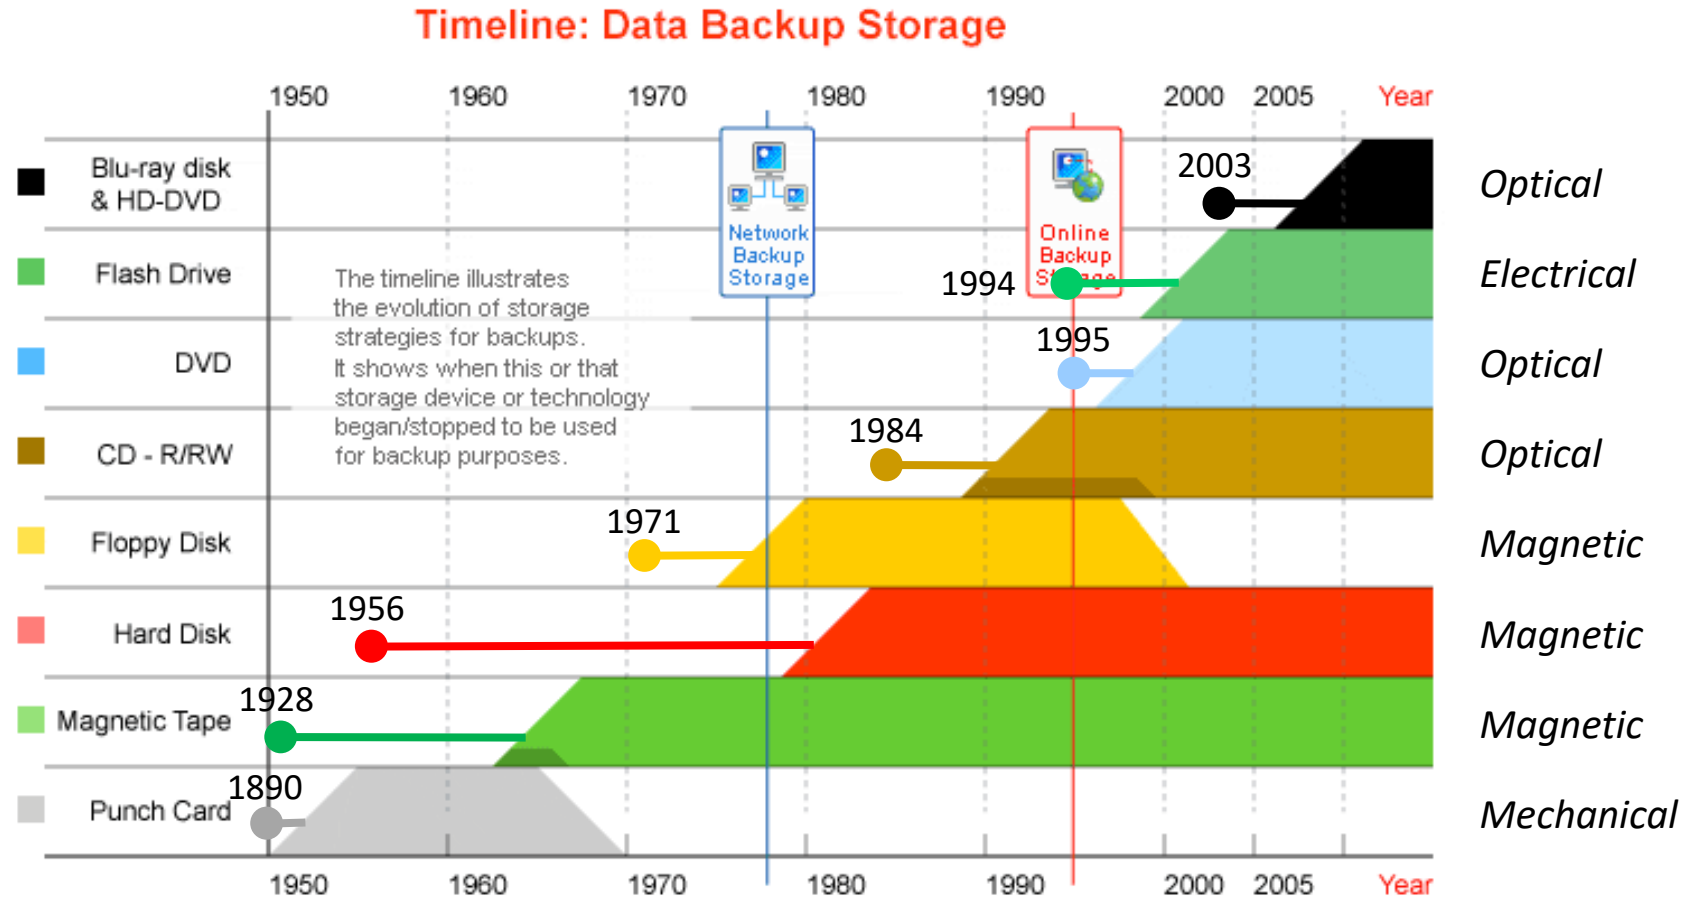 Timeline: Data Backup Storage
1950 1960 1970 1980 1990 2000 2005 Year
Blu-ray disk
& HD-DVD
2003
Optical
Network
Backup
Storage
Online
Backup
Storage
Flash Drive
1994
Electrical
The timeline illustrates
the evolution of storage
strategies for backups.
It shows when this or that
storage device or technology
began/stopped to be used
for backup purposes.
DVD
1995
Optical
CD - R/RW
1984
Optical
Floppy Disk
1971
Magnetic
Hard Disk
1956
Magnetic
Magnetic Tape
1928
Magnetic
Punch Card
1890
Mechanical
1950 1960 1970 1980 1990 2000 2005 Year